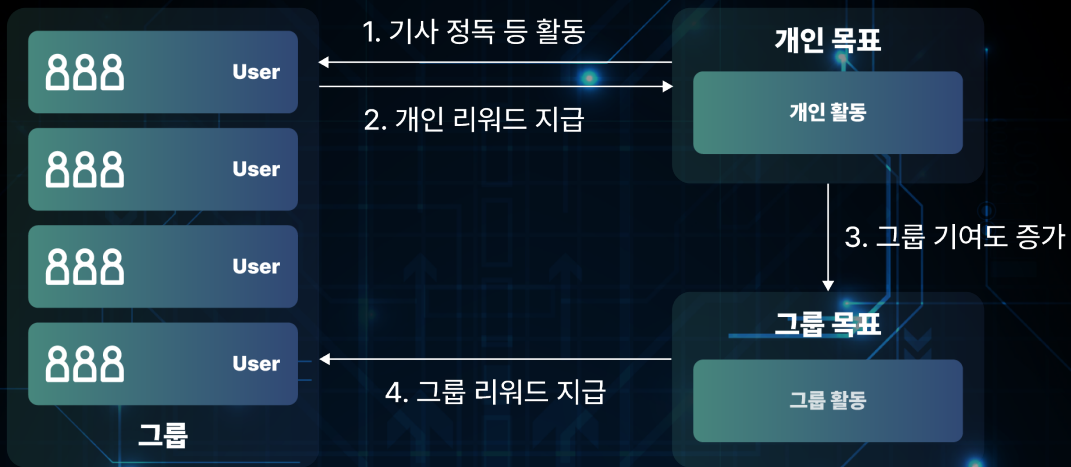 User
User
User
User
그룹
1. 기사 정독 등 활동
2. 개인 리워드 지급
개인 목표
개인 활동
3. 그룹 기여도 증가
그룹 목표
그룹 활동
4. 그룹 리워드 지급